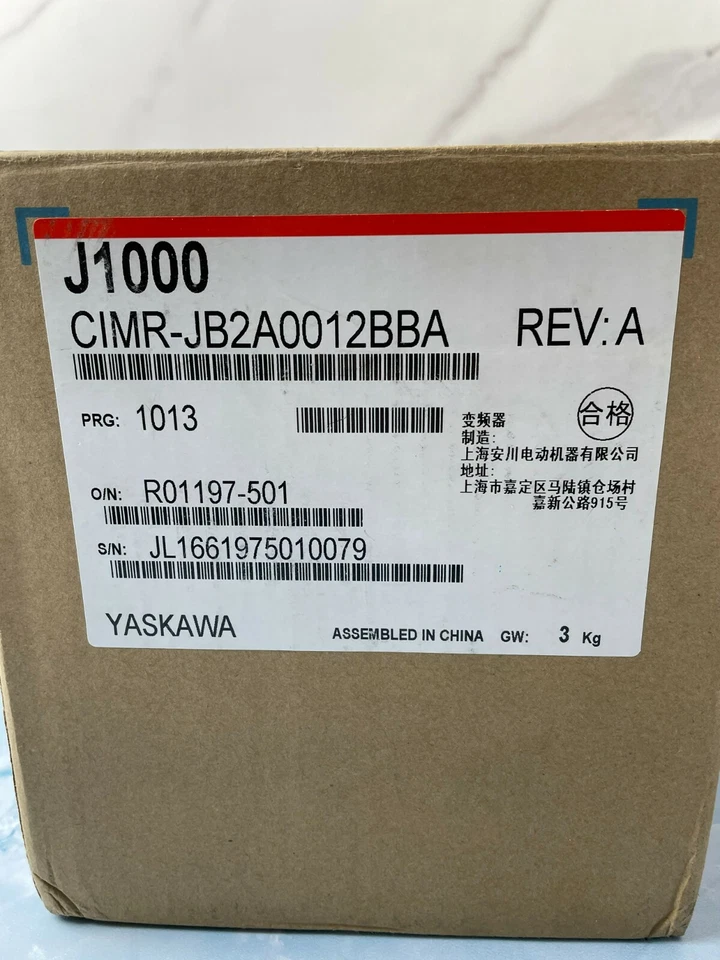 J1000
CIMR-JB2A0012BBA REV: A
PRG: 1013
变频器
合格
制造:
上海安川电动机器有限公司
地址:
上海市嘉定区马陆镇仓场村
嘉新公路915号
O/N: R01197-501
S/N: JL1661975010079
YASKAWA ASSEMBLED IN CHINA GW: 3 Kg